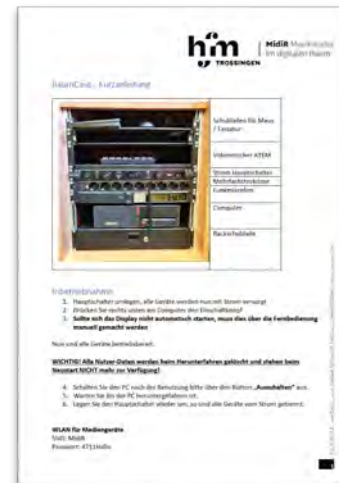 hfm
TROSSINGEN
MidiR Musikhochschule
im digitalen Raum
- Kurzanleitung
Schubladen für Maus
/ Tastatur
Videomischer ATEM
Strom Hauptschalter
Mehrfachsteckdose
Funkmikrofon
Computer
Rackschublade
Inbetriebnahme
1. Hauptschalter umlegen, alle Geräte werden nun mit Strom versorgt
2. Drücken Sie rechts unten am Computer den Einschaltknopf
3. Sollte sich das Display nicht automatisch starten, muss dies über die Fernbedienung
manuell gemacht werden
Nun sind alle Geräte betriebsbereit.
WICHTIG! Alle Nutzer-Daten werden beim Herunterfahren gelöscht und stehen beim
Neustart NICHT mehr zur Verfügung!
4. Schalten Sie den PC nach der Benutzung bitte über den Button „Ausschalten“ aus.
5. Warten Sie bis der PC heruntergefahren ist.
6. Legen Sie den Hauptschalter wieder um, so sind alle Geräte vom Strom getrennt.
WLAN für Mediengeräte
SSID: MidiR
Passwort: 4711Hallo